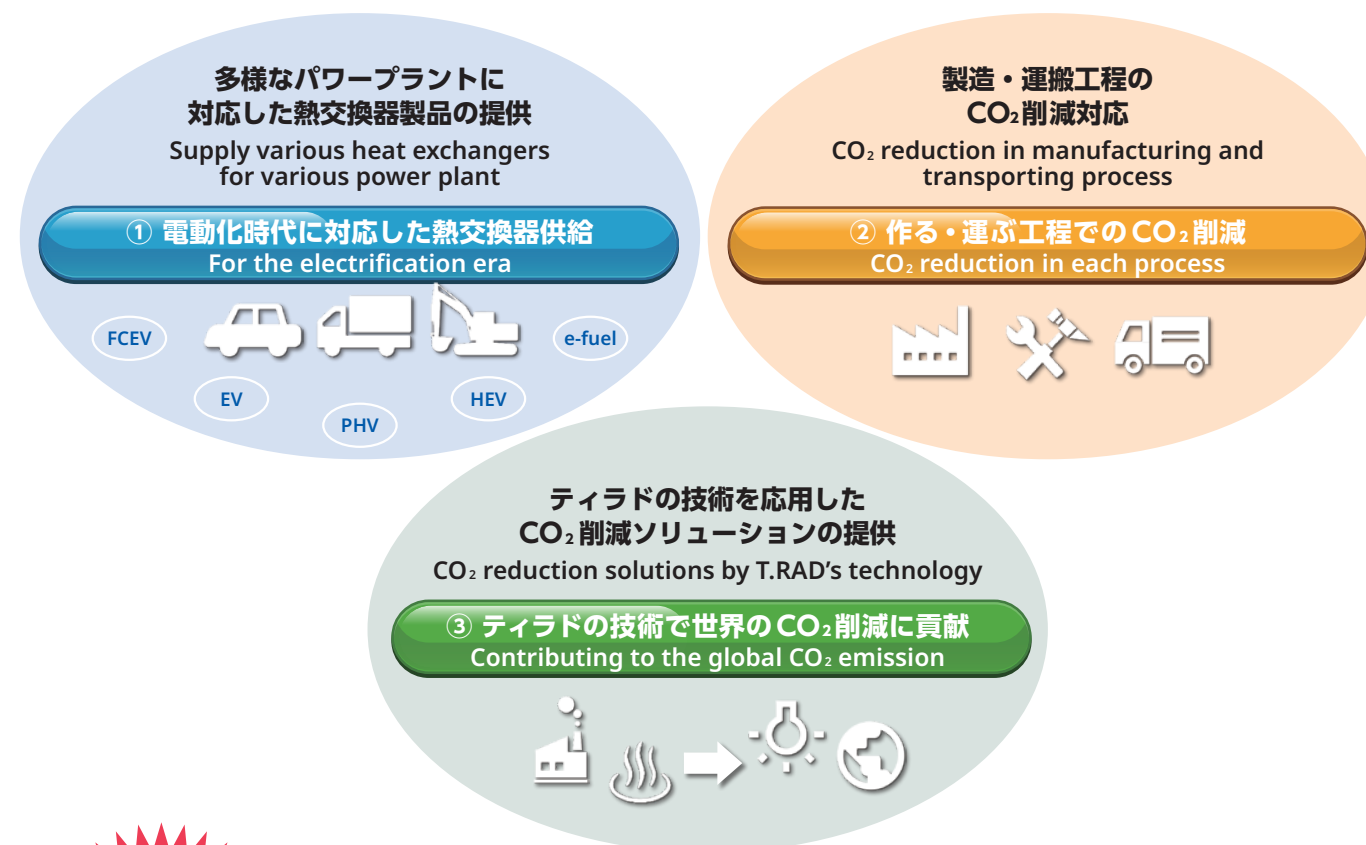 多様なパワープラントに
対応した熱交換器製品の提供
Supply various heat exchangers
for various power plant
① 電動化時代に対応した熱交換器供給
For the electrification era
FCEV
e-fuel
EV
HEV
PHV
製造・運搬工程の
CO₂削減対応
CO₂ reduction in manufacturing and
transporting process
② 作る・運ぶ工程でのCO₂削減
CO₂ reduction in each process
ティラドの技術を応用した
CO₂削減ソリューションの提供
CO₂ reduction solutions by T.RAD’s technology
③ ティラドの技術で世界のCO₂削減に貢献
Contributing to the global CO₂ emission